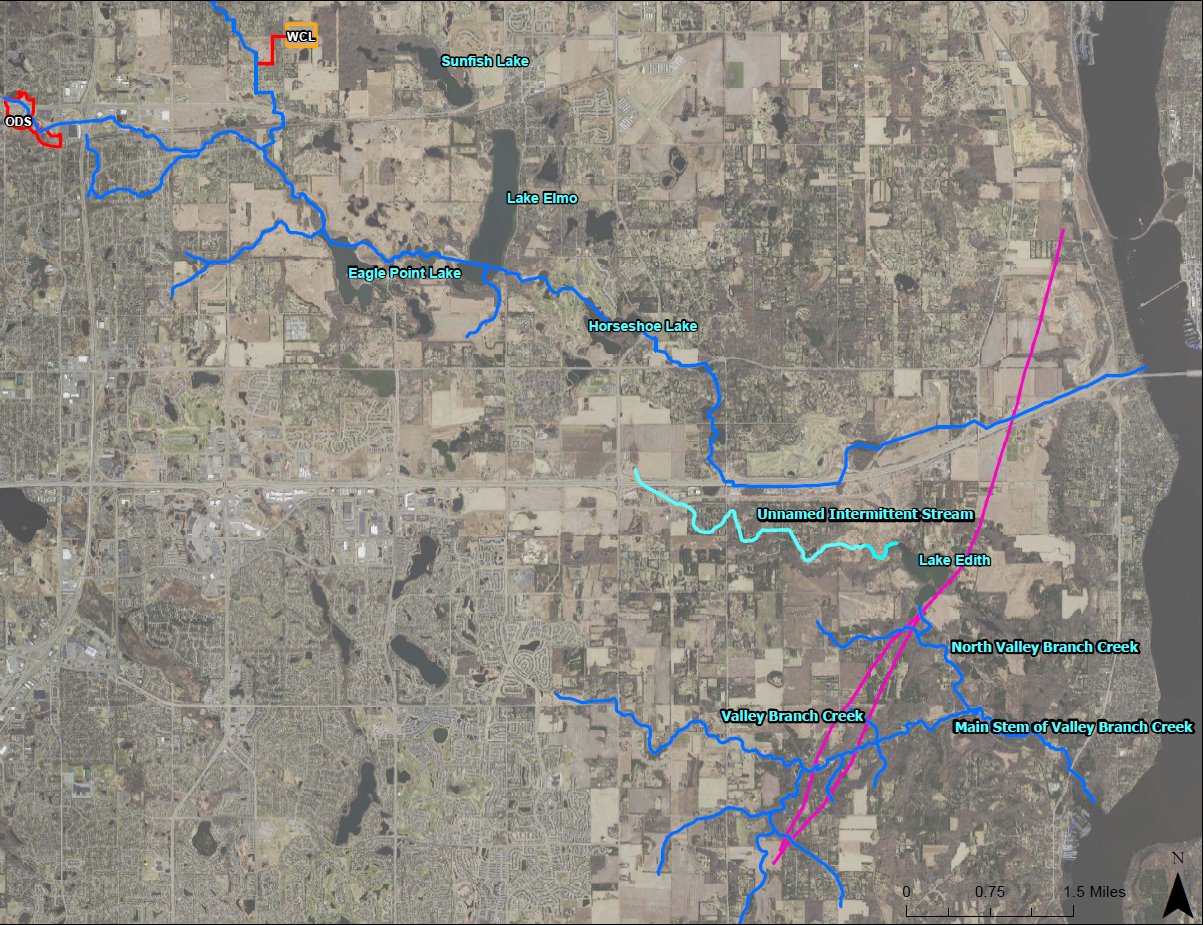 WCL
Sunfish Lake
ODS
Lake Elmo
Eagle Point Lake
Horseshoe Lake
Unnamed Intermittent Stream
Lake Edith
North Valley Branch Creek
Valley Branch Creek
Main Stem of Valley Branch Creek
N
0 0.75 1.5 Miles